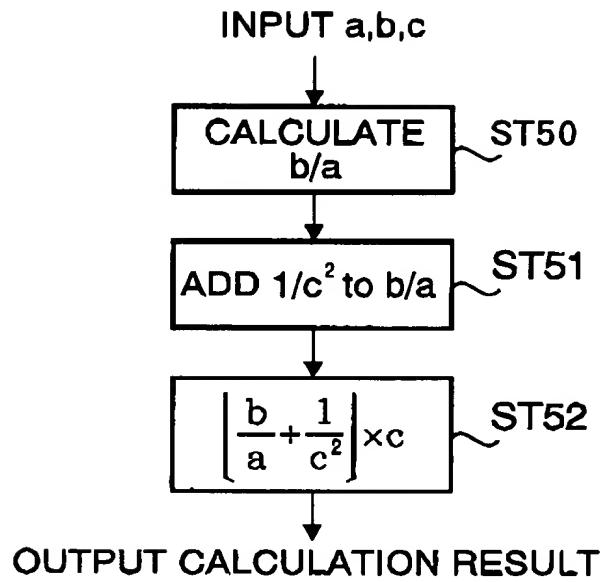 INPUT a,b,c
CALCULATE
b/a
ST50
ADD 1/c² to b/a
ST51
⌊b/a + 1/c²⌋ ×c
ST52
OUTPUT CALCULATION RESULT